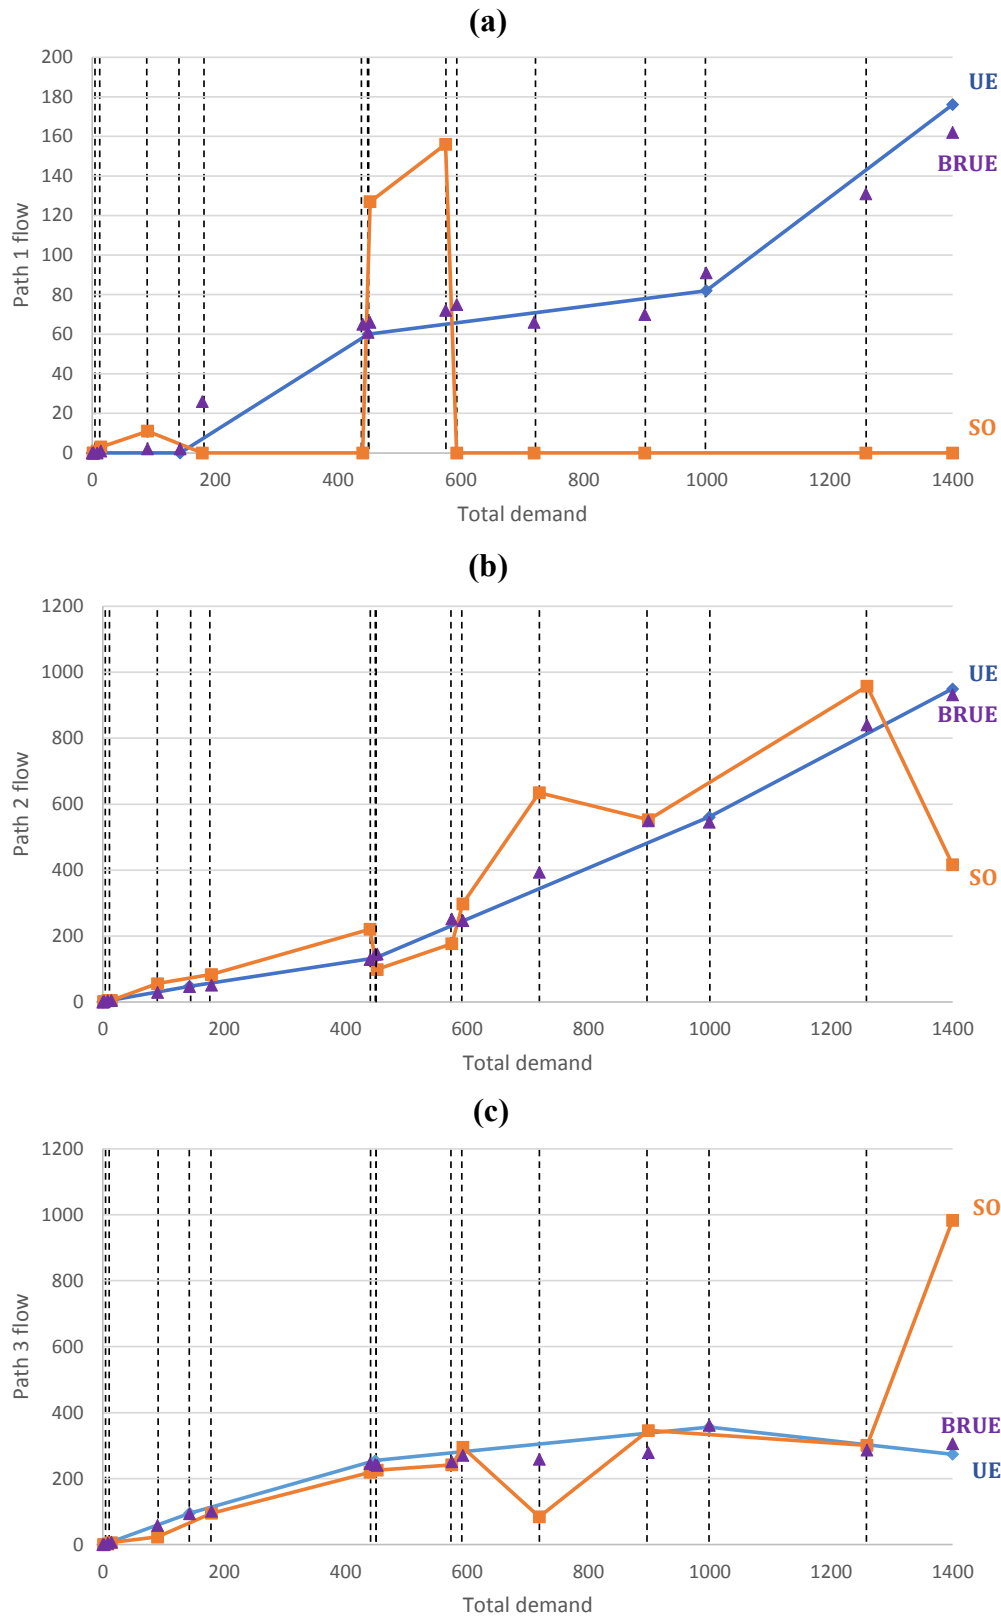 (a)
200
180
160
140
120
100
80
60
40
20
0
Path 1 flow
UE
BRUE
SO
0 200 400 600 800 1000 1200 1400
Total demand
(b)
1200
1000
800
600
400
200
0
Path 2 flow
UE
BRUE
SO
0 200 400 600 800 1000 1200 1400
Total demand
(c)
1200
1000
800
600
400
200
0
Path 3 flow
SO
BRUE
UE
0 200 400 600 800 1000 1200 1400
Total demand